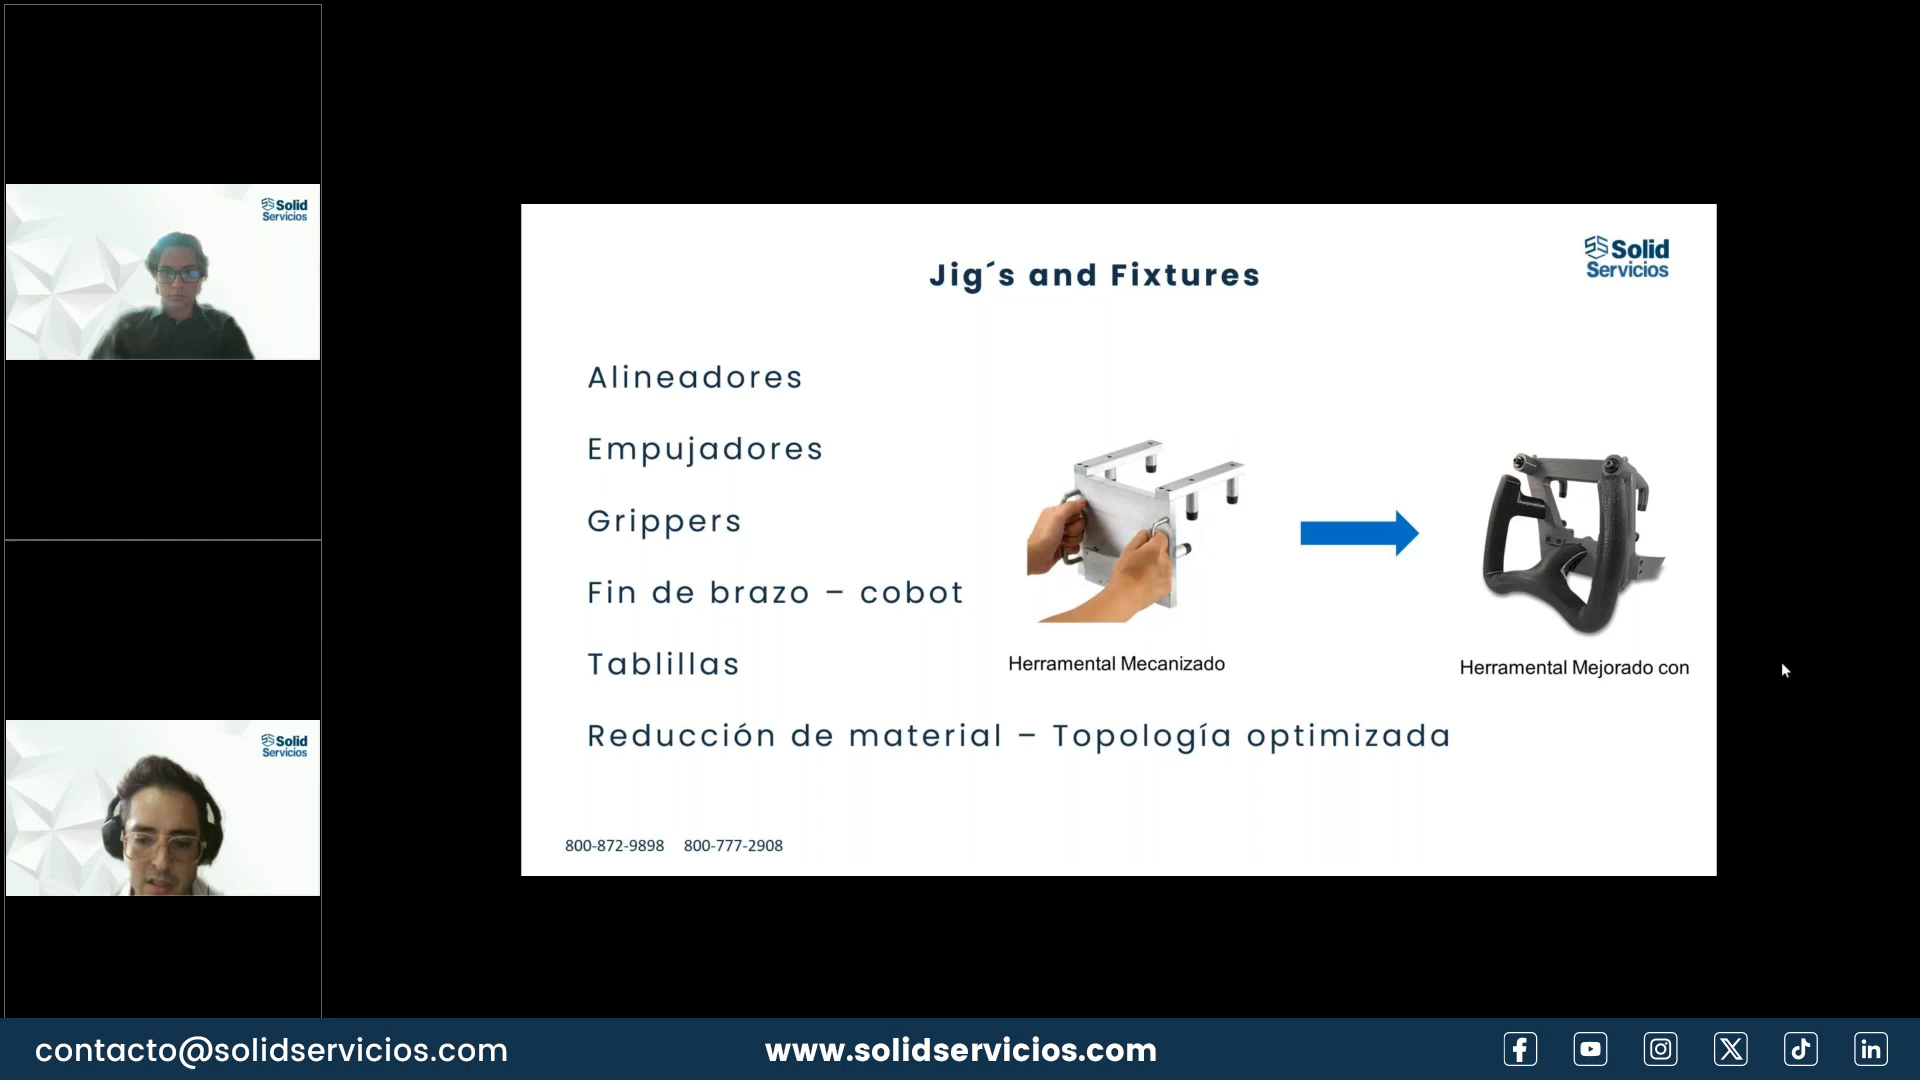 Solid
Servicios
Solid
Servicios
Solid
Servicios
Jig´s and Fixtures
Alineadores
Empujadores
Grippers
Fin de brazo – cobot
Tablillas
Herramental Mecanizado
Herramental Mejorado con
Reducción de material – Topología optimizada
800-872-9898 800-777-2908
contacto@solidservicios.com
www.solidservicios.com